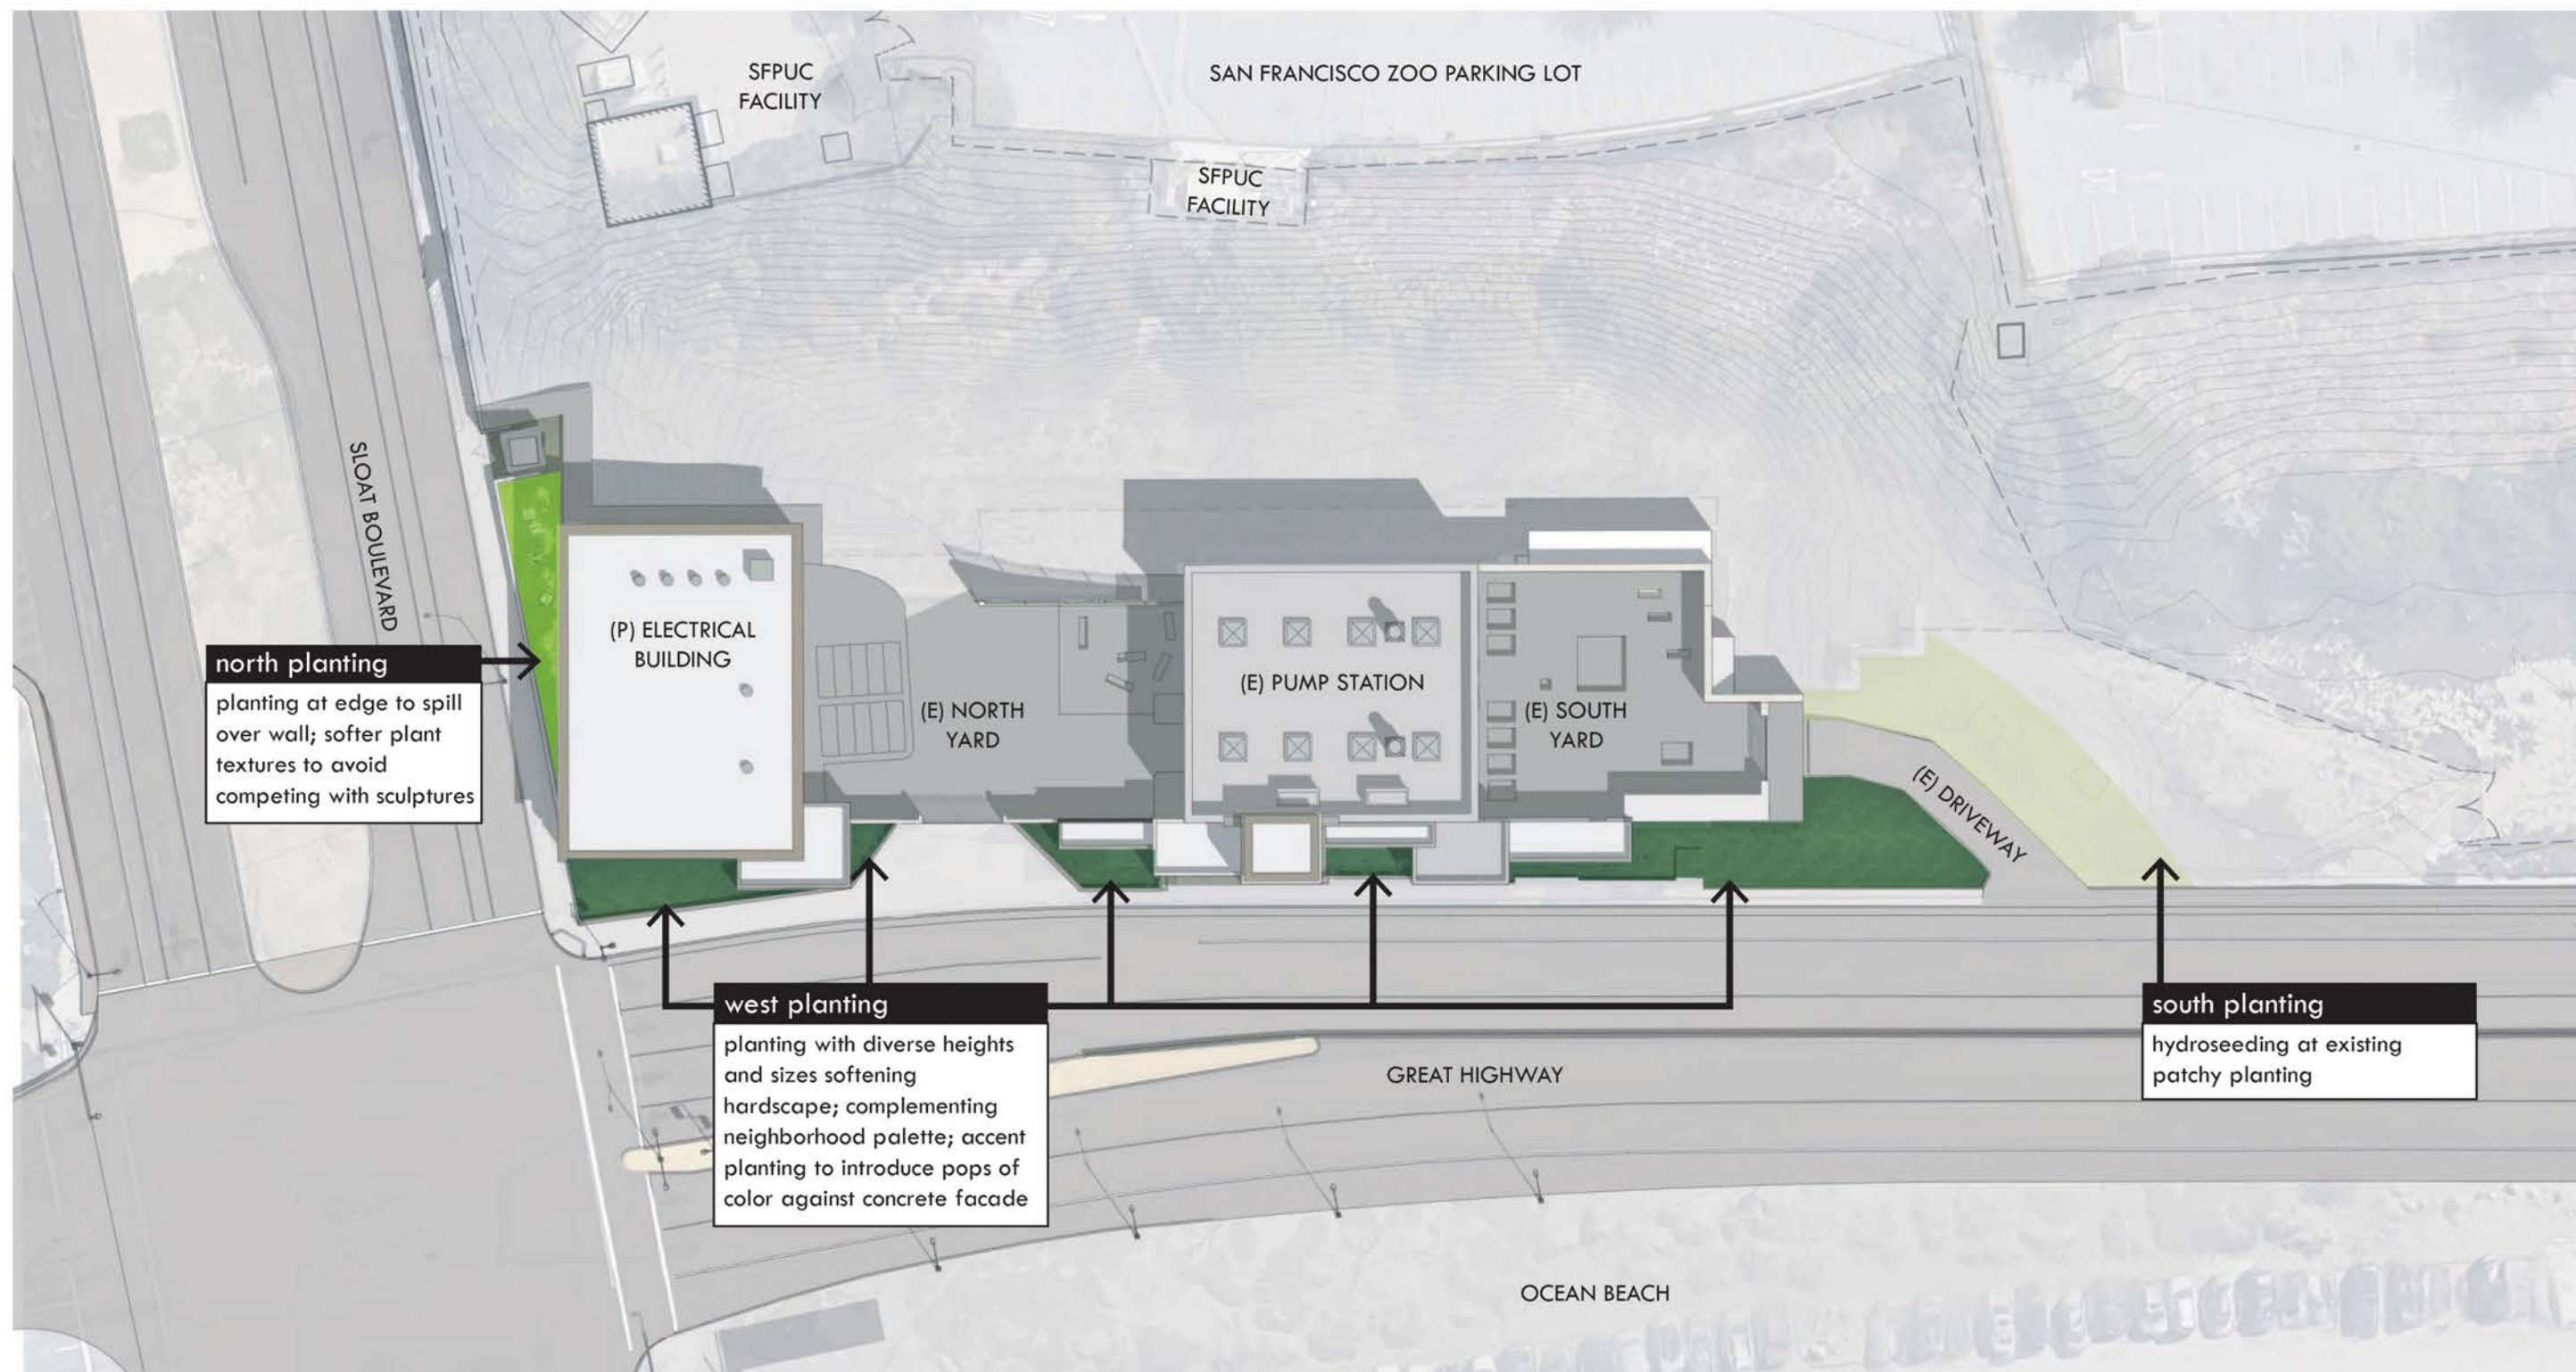 SFPUC
FACILITY
SAN FRANCISCO ZOO PARKING LOT
SFPUC
FACILITY
SLOAT BOULEVARD
north planting
planting at edge to spill
over wall; softer plant
textures to avoid
competing with sculptures
(P) ELECTRICAL
BUILDING
(E) NORTH
YARD
(E) PUMP STATION
(E) SOUTH
YARD
(E) DRIVEWAY
west planting
planting with diverse heights
and sizes softening
hardscape; complementing
neighborhood palette; accent
planting to introduce pops of
color against concrete facade
south planting
hydroseeding at existing
patchy planting
GREAT HIGHWAY
OCEAN BEACH